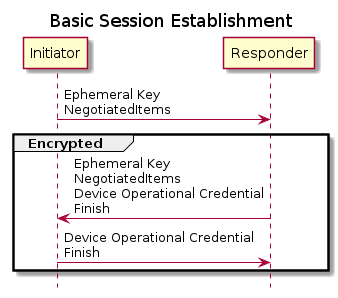 Basic Session Establishment
Initiator
Responder
Ephemeral Key
NegotiatedItems
Encrypted
Ephemeral Key
NegotiatedItems
Device Operational Credential
Finish
Device Operational Credential
Finish